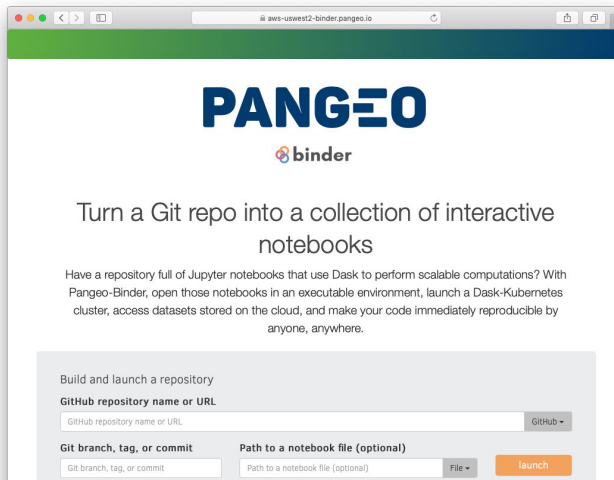 aws-uswest2-binder.pangeo.io
PANGEO
binder
Turn a Git repo into a collection of interactive
notebooks
Have a repository full of Jupyter notebooks that use Dask to perform scalable computations? With
Pangeo-Binder, open those notebooks in an executable environment, launch a Dask-Kubernetes
cluster, access datasets stored on the cloud, and make your code immediately reproducible by
anyone, anywhere.
Build and launch a repository
GitHub repository name or URL
GitHub repository name or URL GitHub
Git branch, tag, or commit Path to a notebook file (optional)
Git branch, tag, or commit Path to a notebook file (optional) File launch